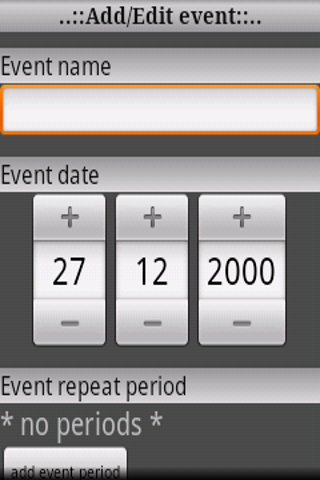 ..::Add/Edit event::..
Event name
Event date
+ + +
27 12 2000
- - -
Event repeat period
* no periods *
add event period